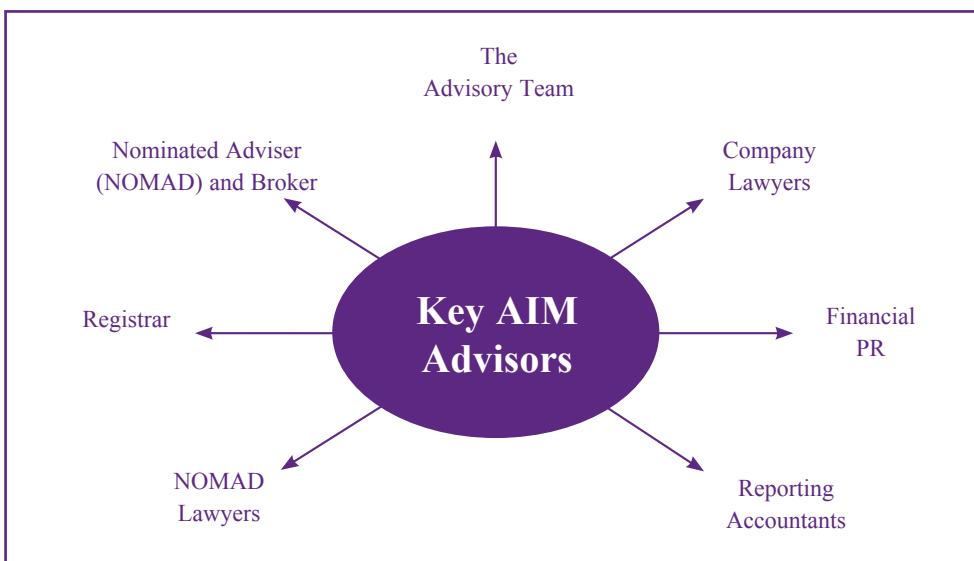 The
Advisory Team
Nominated Adviser
(NOMAD) and Broker
Company
Lawyers
Key AIM
Advisors
Registrar
Financial
PR
NOMAD
Lawyers
Reporting
Accountants